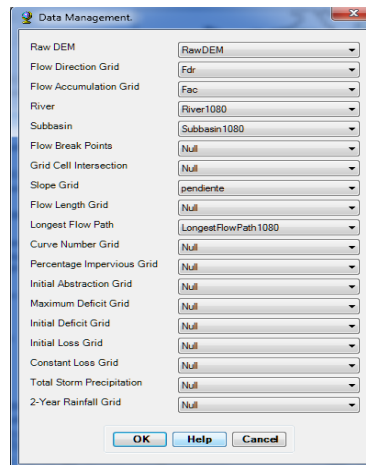 Data Management.
Raw DEM RawDEM
Flow Direction Grid Fdr
Flow Accumulation Grid Fac
River River1080
Subbasin Subbasin1080
Flow Break Points Null
Grid Cell Intersection Null
Slope Grid pendiente
Flow Length Grid Null
Longest Flow Path LongestFlowPath1080
Curve Number Grid Null
Percentage Impervious Grid Null
Initial Abstraction Grid Null
Maximum Deficit Grid Null
Initial Deficit Grid Null
Initial Loss Grid Null
Constant Loss Grid Null
Total Storm Precipitation Null
2-Year Rainfall Grid Null
OK Help Cancel